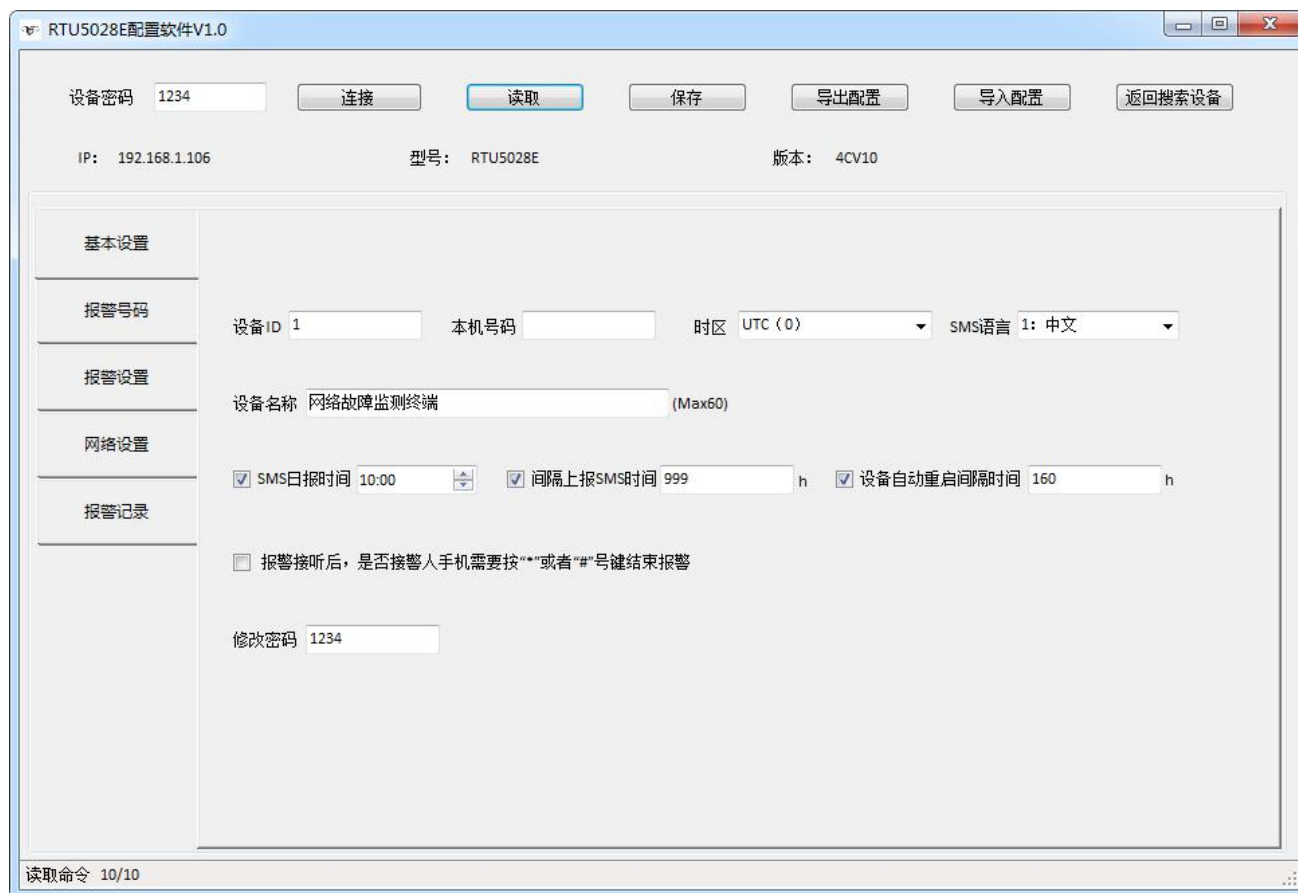 RTU5028E配置软件V1.0
设备密码 1234 连接 读取 保存 导出配置 导入配置 返回搜索设备
IP: 192.168.1.106 型号: RTU5028E 版本: 4CV10
基本设置
报警号码
设备ID 1 本机号码 时区 UTC（0） SMS语言 1：中文
报警设置
设备名称 网络故障监测终端 (Max60)
网络设置
SMS日报时间 10:00 间隔上报SMS时间 999 h 设备自动重启间隔时间 160 h
报警记录
报警接听后，是否接警人手机需要按“*”或者“#”号键结束报警
修改密码 1234
读取命令 10/10